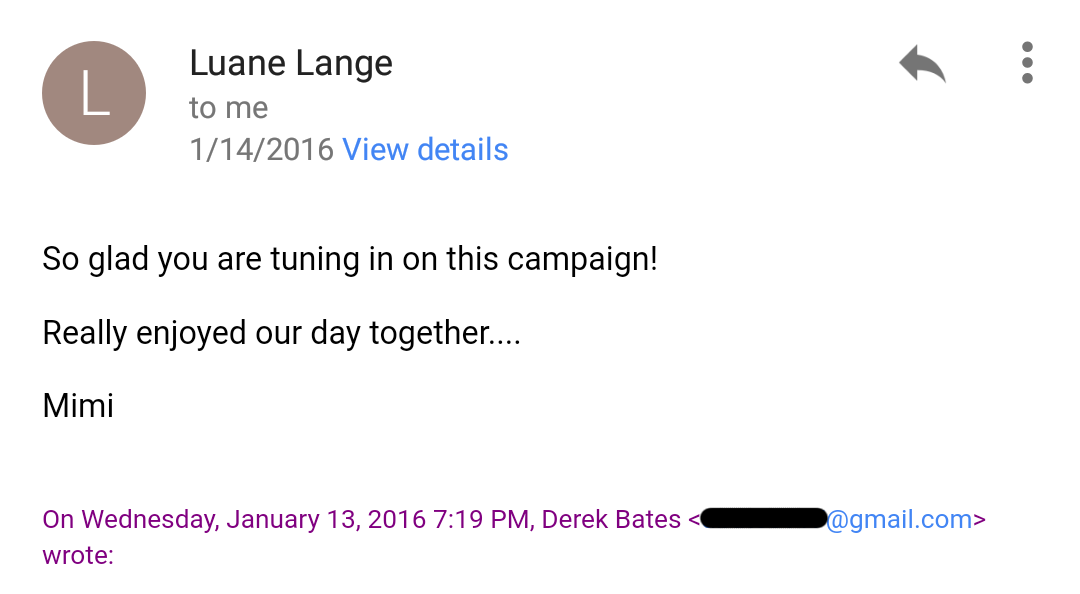 L
Luane Lange
to me
1/14/2016 View details
So glad you are tuning in on this campaign!
Really enjoyed our day together....
Mimi
On Wednesday, January 13, 2016 7:19 PM, Derek Bates <@gmail.com>
wrote: